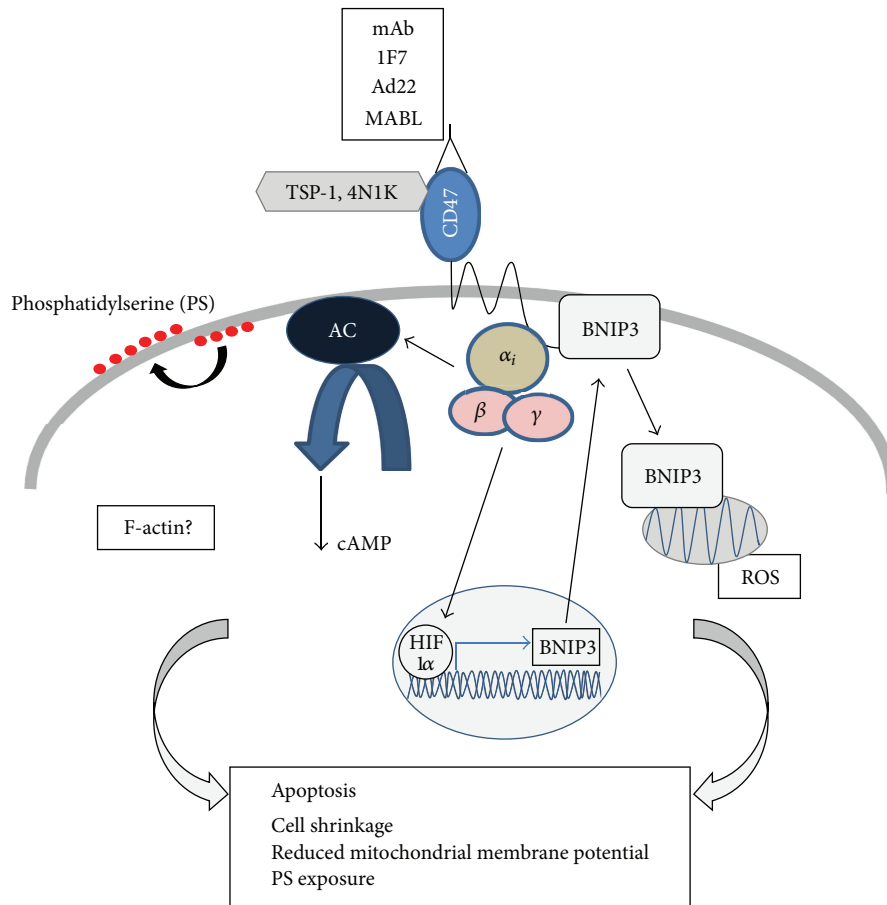 mAb
1F7
Ad22
MABL
TSP-1, 4N1K
CD47
Phosphatidylserine (PS)
AC
BNIP3
αi
β
γ
BNIP3
F-actin?
cAMP
ROS
HIF
1α
BNIP3
Apoptosis
Cell shrinkage
Reduced mitochondrial membrane potential
PS exposure